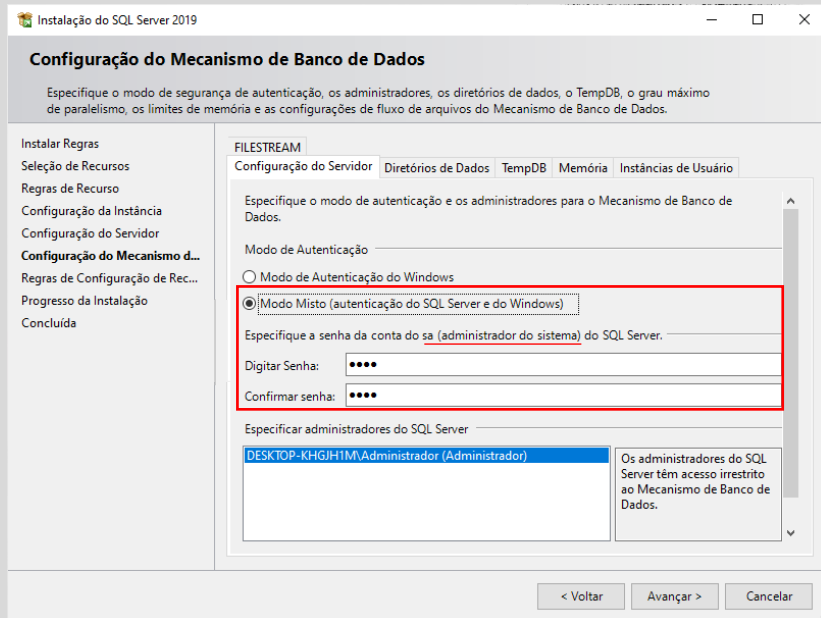 Instalação do SQL Server 2019
Configuração do Mecanismo de Banco de Dados
Especifique o modo de segurança de autenticação, os administradores, os diretórios de dados, o TempDB, o grau máximo
de paralelismo, os limites de memória e as configurações de fluxo de arquivos do Mecanismo de Banco de Dados.
Instalar Regras
Seleção de Recursos
Regras de Recurso
Configuração da Instância
Configuração do Servidor
Configuração do Mecanismo d...
Regras de Configuração de Rec...
Progresso da Instalação
Concluída
FILESTREAM
Configuração do Servidor Diretórios de Dados TempDB Memória Instâncias de Usuário
Especifique o modo de autenticação e os administradores para o Mecanismo de Banco de
Dados.
Modo de Autenticação
Modo de Autenticação do Windows
Modo Misto (autenticação do SQL Server e do Windows)
Especifique a senha da conta do sa (administrador do sistema) do SQL Server.
Digitar Senha: ●●●●
Confirmar senha: ●●●●
Especificar administradores do SQL Server
DESKTOP-KHGJH1M\Administrador (Administrador)
Os administradores do SQL
Server têm acesso irrestrito
ao Mecanismo de Banco de
Dados.
< Voltar Avançar > Cancelar